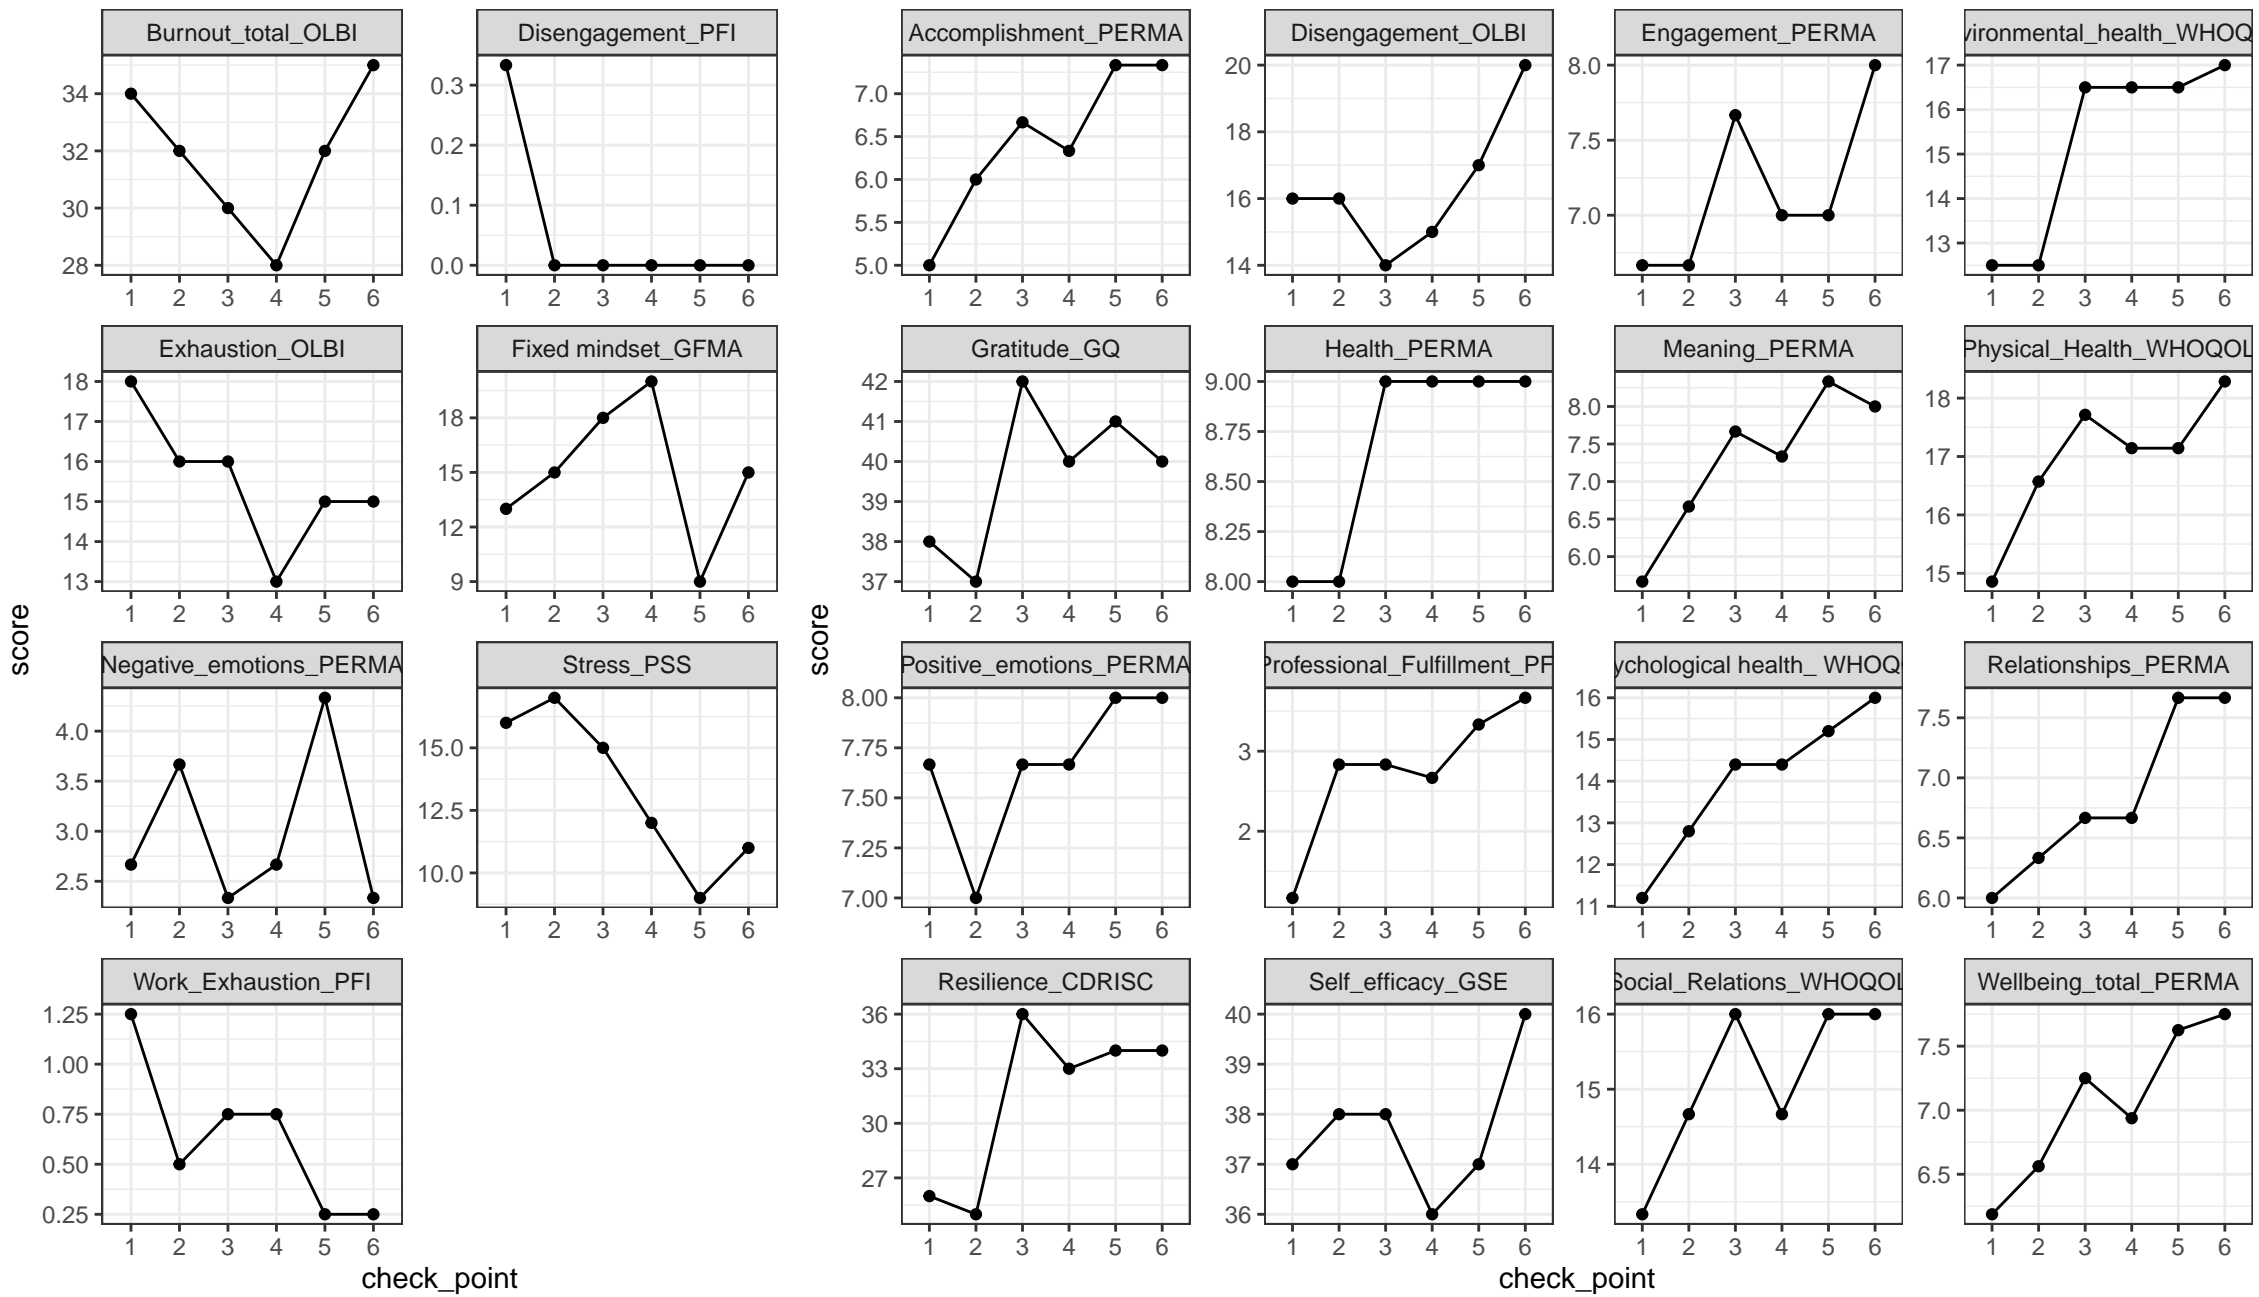 score
Burnout_total_OLBI
34
32
30
28
1 2 3 4 5 6
Disengagement_PFI
0.3
0.2
0.1
0.0
1 2 3 4 5 6
Exhaustion_OLBI
18
17
16
15
14
13
1 2 3 4 5 6
Fixed mindset_GFMA
18
15
12
9
1 2 3 4 5 6
Negative_emotions_PERMA
4.0
3.5
3.0
2.5
1 2 3 4 5 6
Stress_PSS
15.0
12.5
10.0
1 2 3 4 5 6
Work_Exhaustion_PFI
1.25
1.00
0.75
0.50
0.25
1 2 3 4 5 6
check_point
score
Accomplishment_PERMA
7.0
6.5
6.0
5.5
5.0
1 2 3 4 5 6
Disengagement_OLBI
20
18
16
14
1 2 3 4 5 6
Engagement_PERMA
8.0
7.5
7.0
1 2 3 4 5 6
vironmental_health_WHOQ
17
16
15
14
13
1 2 3 4 5 6
Gratitude_GQ
42
41
40
39
38
37
1 2 3 4 5 6
Health_PERMA
9.00
8.75
8.50
8.25
8.00
1 2 3 4 5 6
Meaning_PERMA
8.0
7.5
7.0
6.5
6.0
1 2 3 4 5 6
Physical_Health_WHOQOL
18
17
16
15
1 2 3 4 5 6
Positive_emotions_PERMA
8.00
7.75
7.50
7.25
7.00
1 2 3 4 5 6
Professional_Fulfillment_PF
3
2
1 2 3 4 5 6
ychological health_ WHOQ
16
15
14
13
12
11
1 2 3 4 5 6
Relationships_PERMA
7.5
7.0
6.5
6.0
1 2 3 4 5 6
Resilience_CDRISC
36
33
30
27
1 2 3 4 5 6
Self_efficacy_GSE
40
39
38
37
36
1 2 3 4 5 6
Social_Relations_WHOQOL
16
15
14
1 2 3 4 5 6
Wellbeing_total_PERMA
7.5
7.0
6.5
1 2 3 4 5 6
check_point